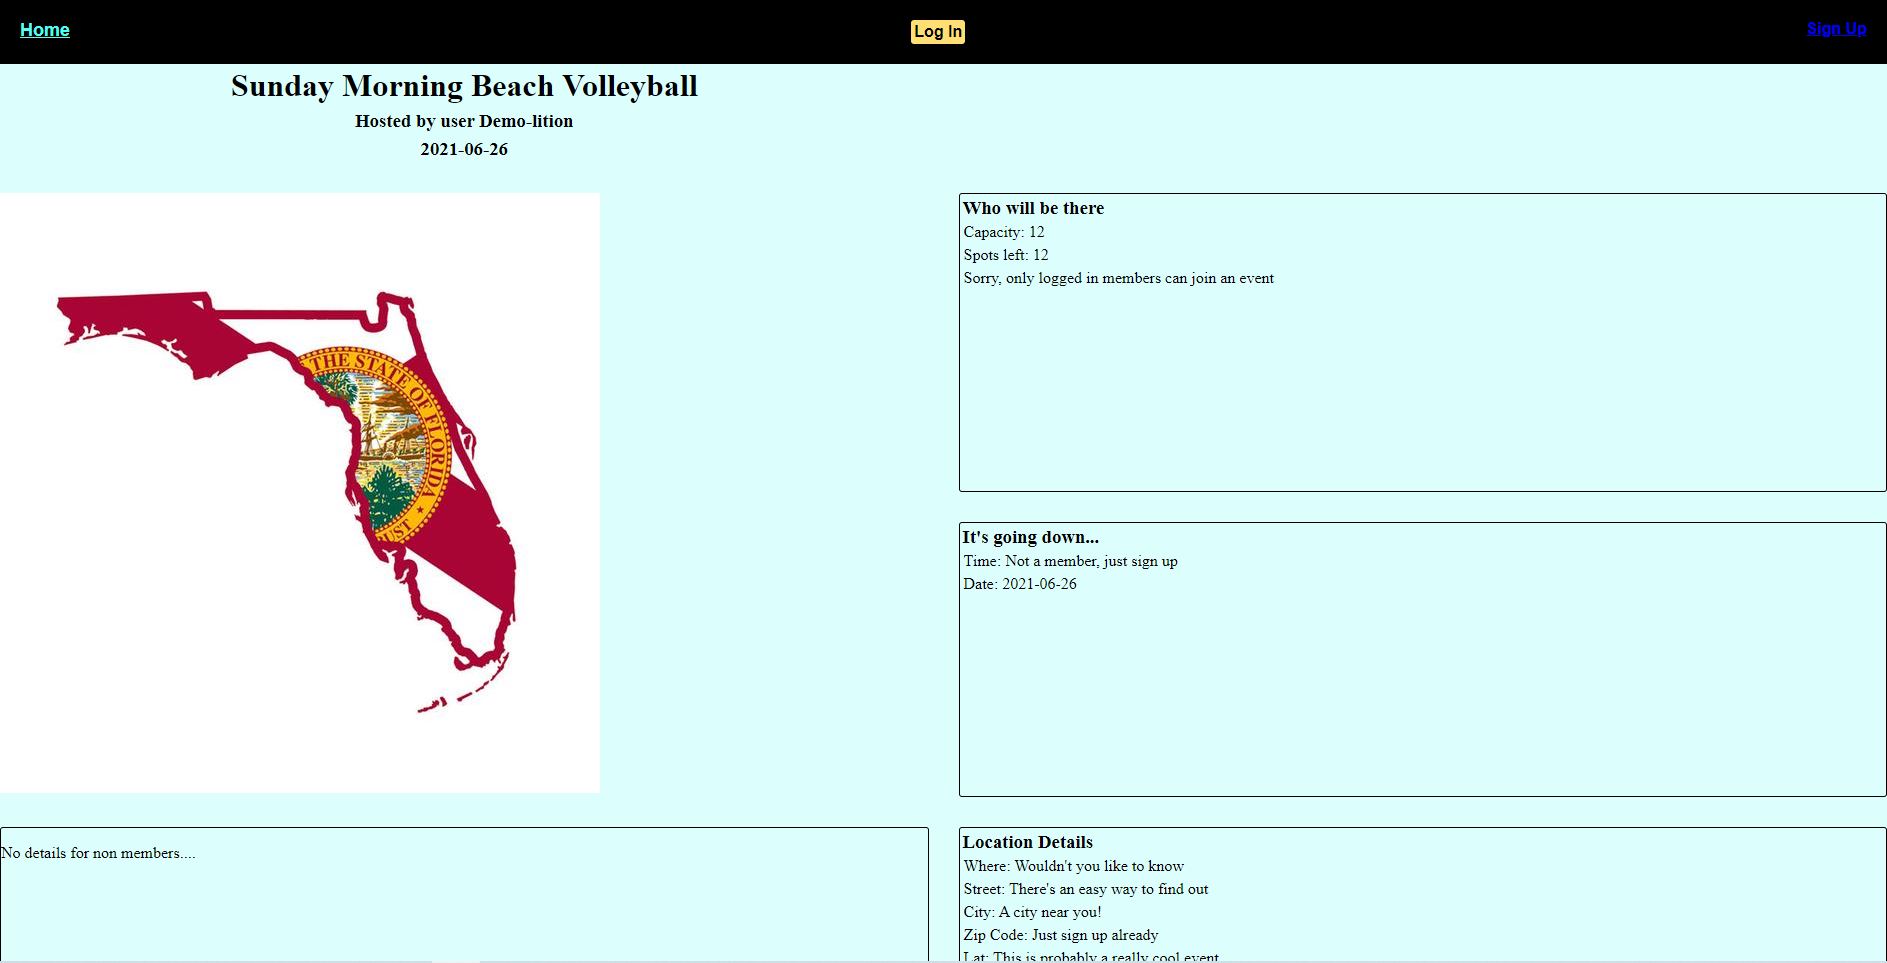 Home
Log In
Sign Up
Sunday Morning Beach Volleyball
Hosted by user Demo-lition
2021-06-26
THE STATE OF FLORIDA
UST
Who will be there
Capacity: 12
Spots left: 12
Sorry, only logged in members can join an event
It's going down...
Time: Not a member, just sign up
Date: 2021-06-26
No details for non members....
Location Details
Where: Wouldn't you like to know
Street: There's an easy way to find out
City: A city near you!
Zip Code: Just sign up already
Lat: This is probably a really cool event